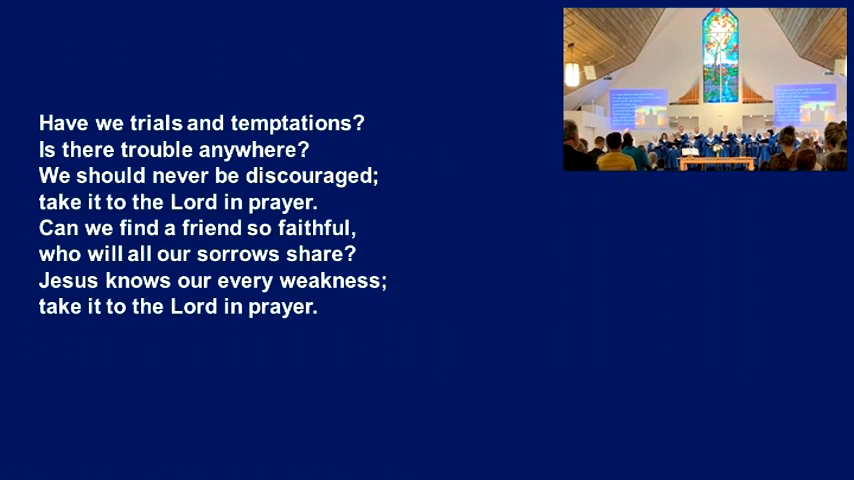 Have we trials and temptations?
Is there trouble anywhere?
We should never be discouraged;
take it to the Lord in prayer.
Can we find a friend so faithful,
who will all our sorrows share?
Jesus knows our every weakness;
take it to the Lord in prayer.